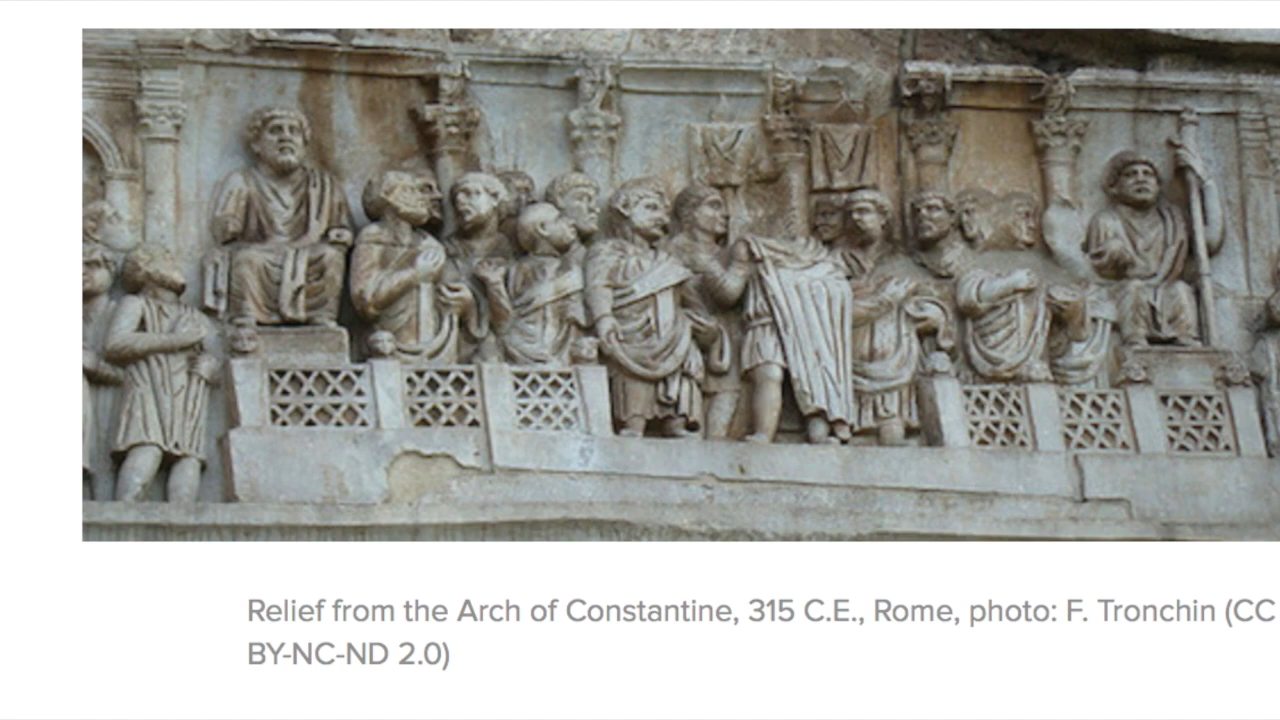 Relief from the Arch of Constantine, 315 C.E., Rome, photo: F. Tronchin (CC
BY-NC-ND 2.0)